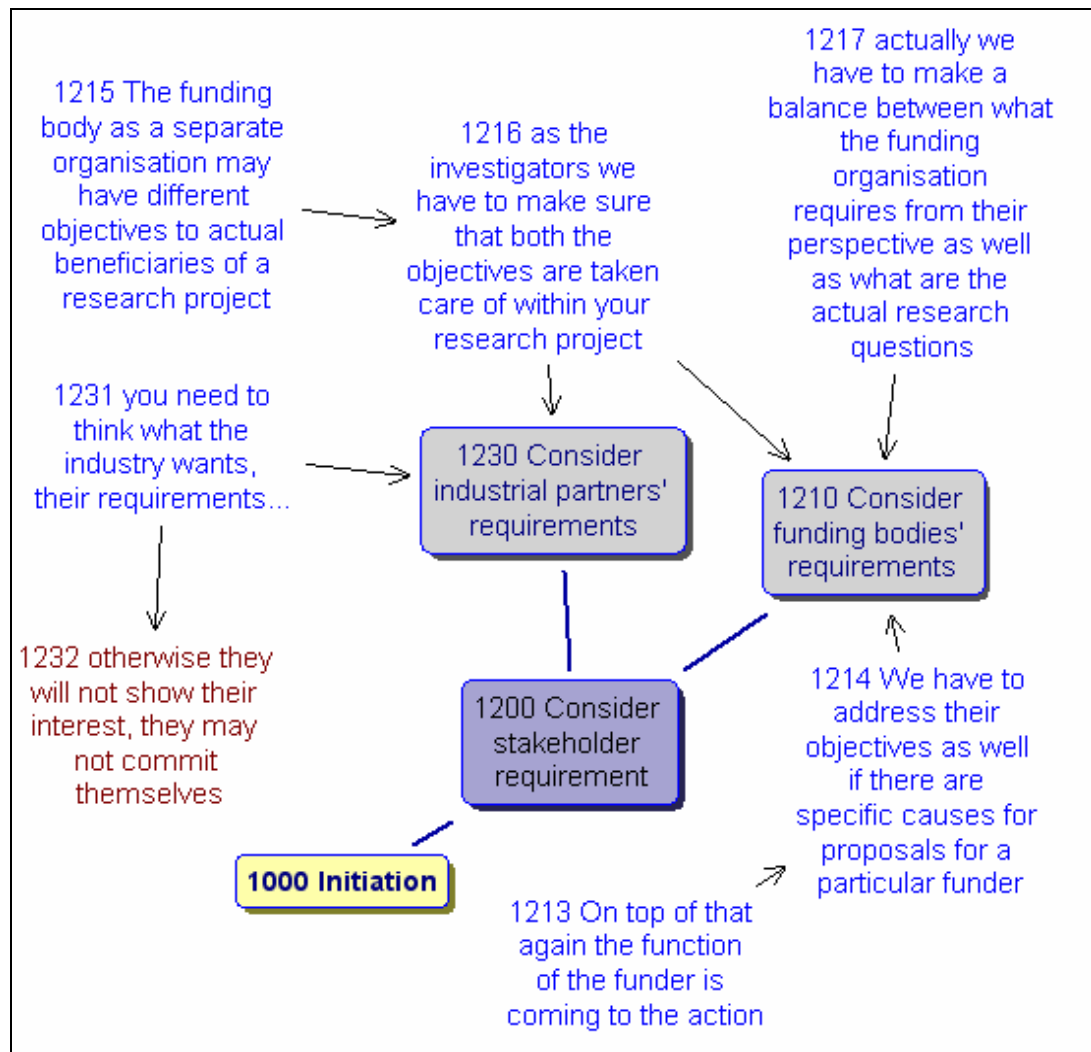 1215 The funding
body as a separate
organisation may
have different
objectives to actual
beneficiaries of a
research project
1216 as the
investigators we
have to make sure
that both the
objectives are taken
care of within your
research project
1217 actually we
have to make a
balance between what
the funding
organisation
requires from their
perspective as well
as what are the
actual research
questions
1231 you need to
think what the
industry wants,
their requirements...
1230 Consider
industrial partners'
requirements
1210 Consider
funding bodies'
requirements
1232 otherwise they
will not show their
interest, they may
not commit
themselves
1200 Consider
stakeholder
requirement
1214 We have to
address their
objectives as well
if there are
specific causes for
proposals for a
particular funder
1000 Initiation
1213 On top of that
again the function
of the funder is
coming to the action